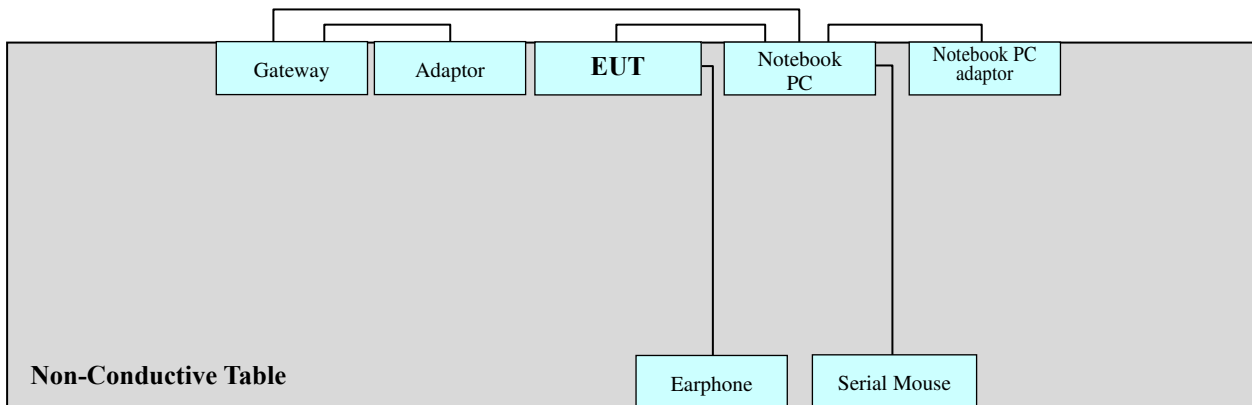 Gateway
Adaptor
EUT
Notebook
PC
Notebook PC
adaptor
Non-Conductive Table
Earphone
Serial Mouse